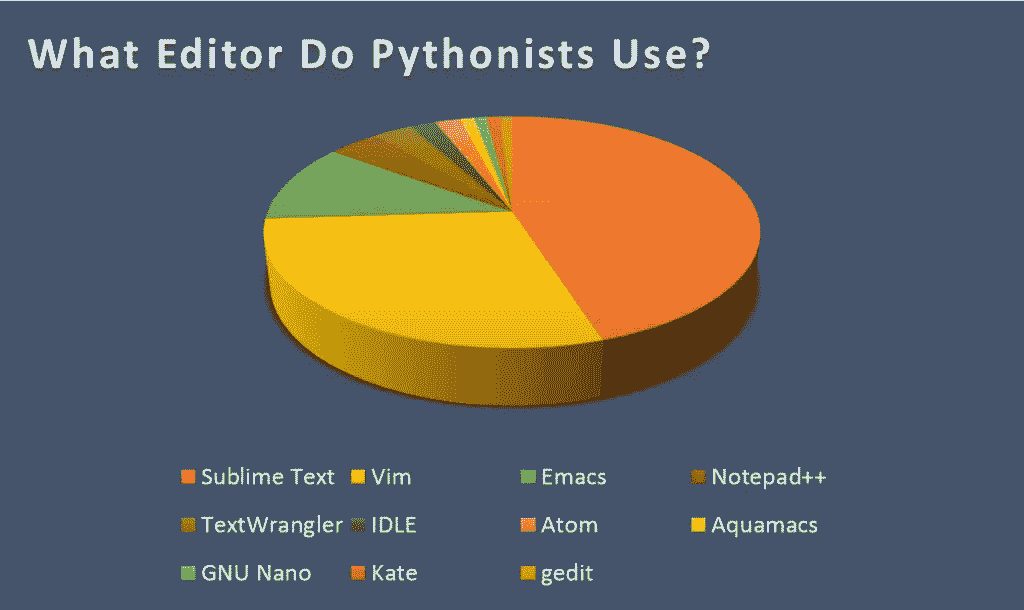 What Editor Do Pythonists Use?
Sublime Text Vim Emacs Notepad++
TextWrangler IDLE Atom Aquamacs
GNU Nano Kate gedit